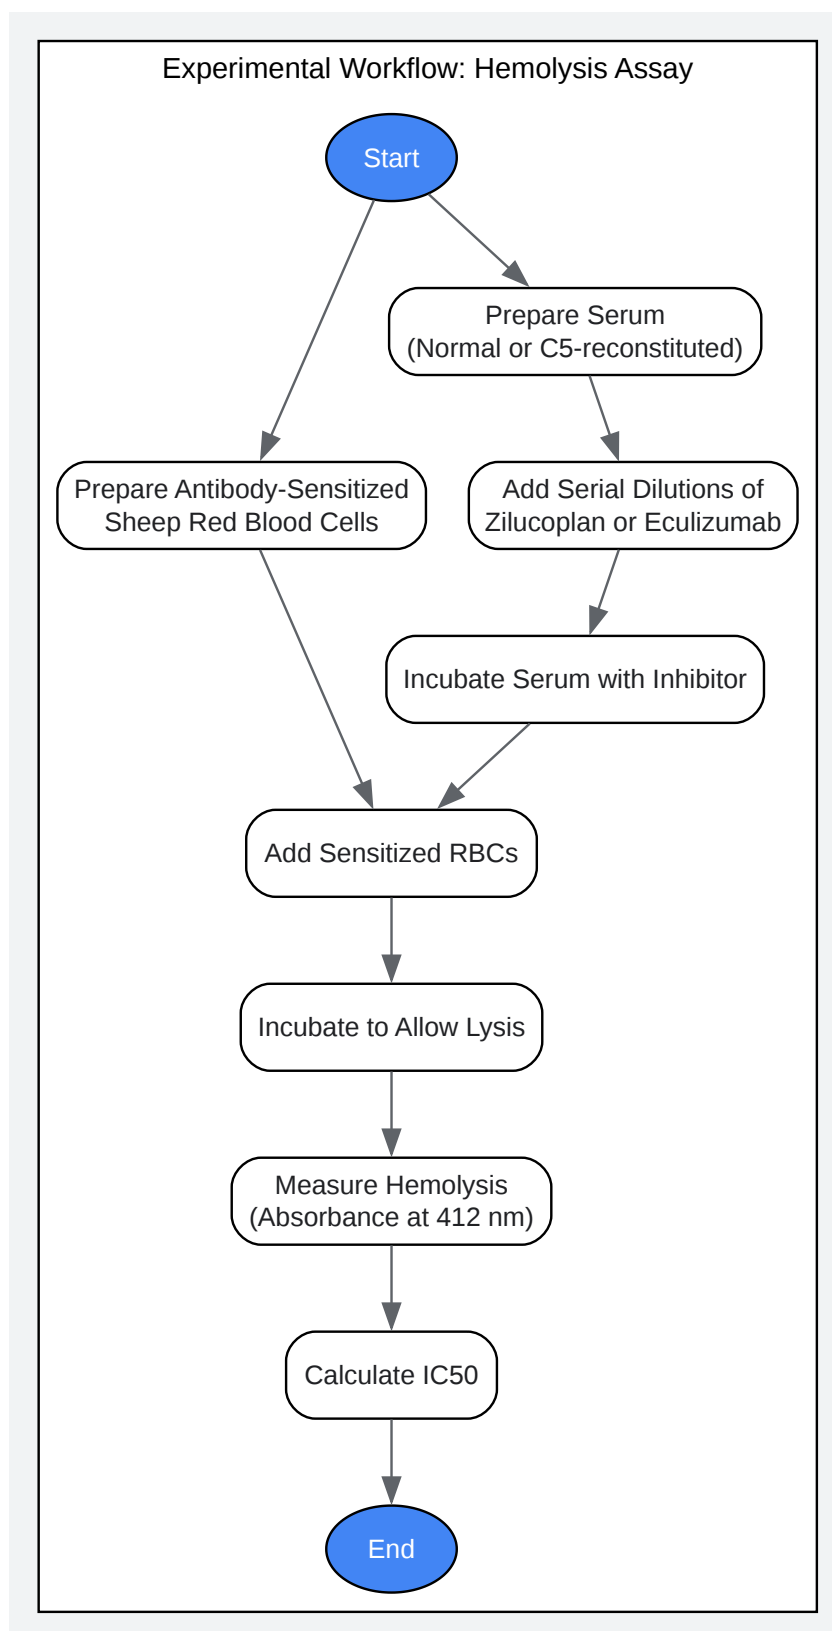 Experimental Workflow: Hemolysis Assay
Start
Prepare Serum
(Normal or C5-reconstituted)
Prepare Antibody-Sensitized
Sheep Red Blood Cells
Add Serial Dilutions of
Zilucoplan or Eculizumab
Incubate Serum with Inhibitor
Add Sensitized RBCs
Incubate to Allow Lysis
Measure Hemolysis
(Absorbance at 412 nm)
Calculate IC50
End